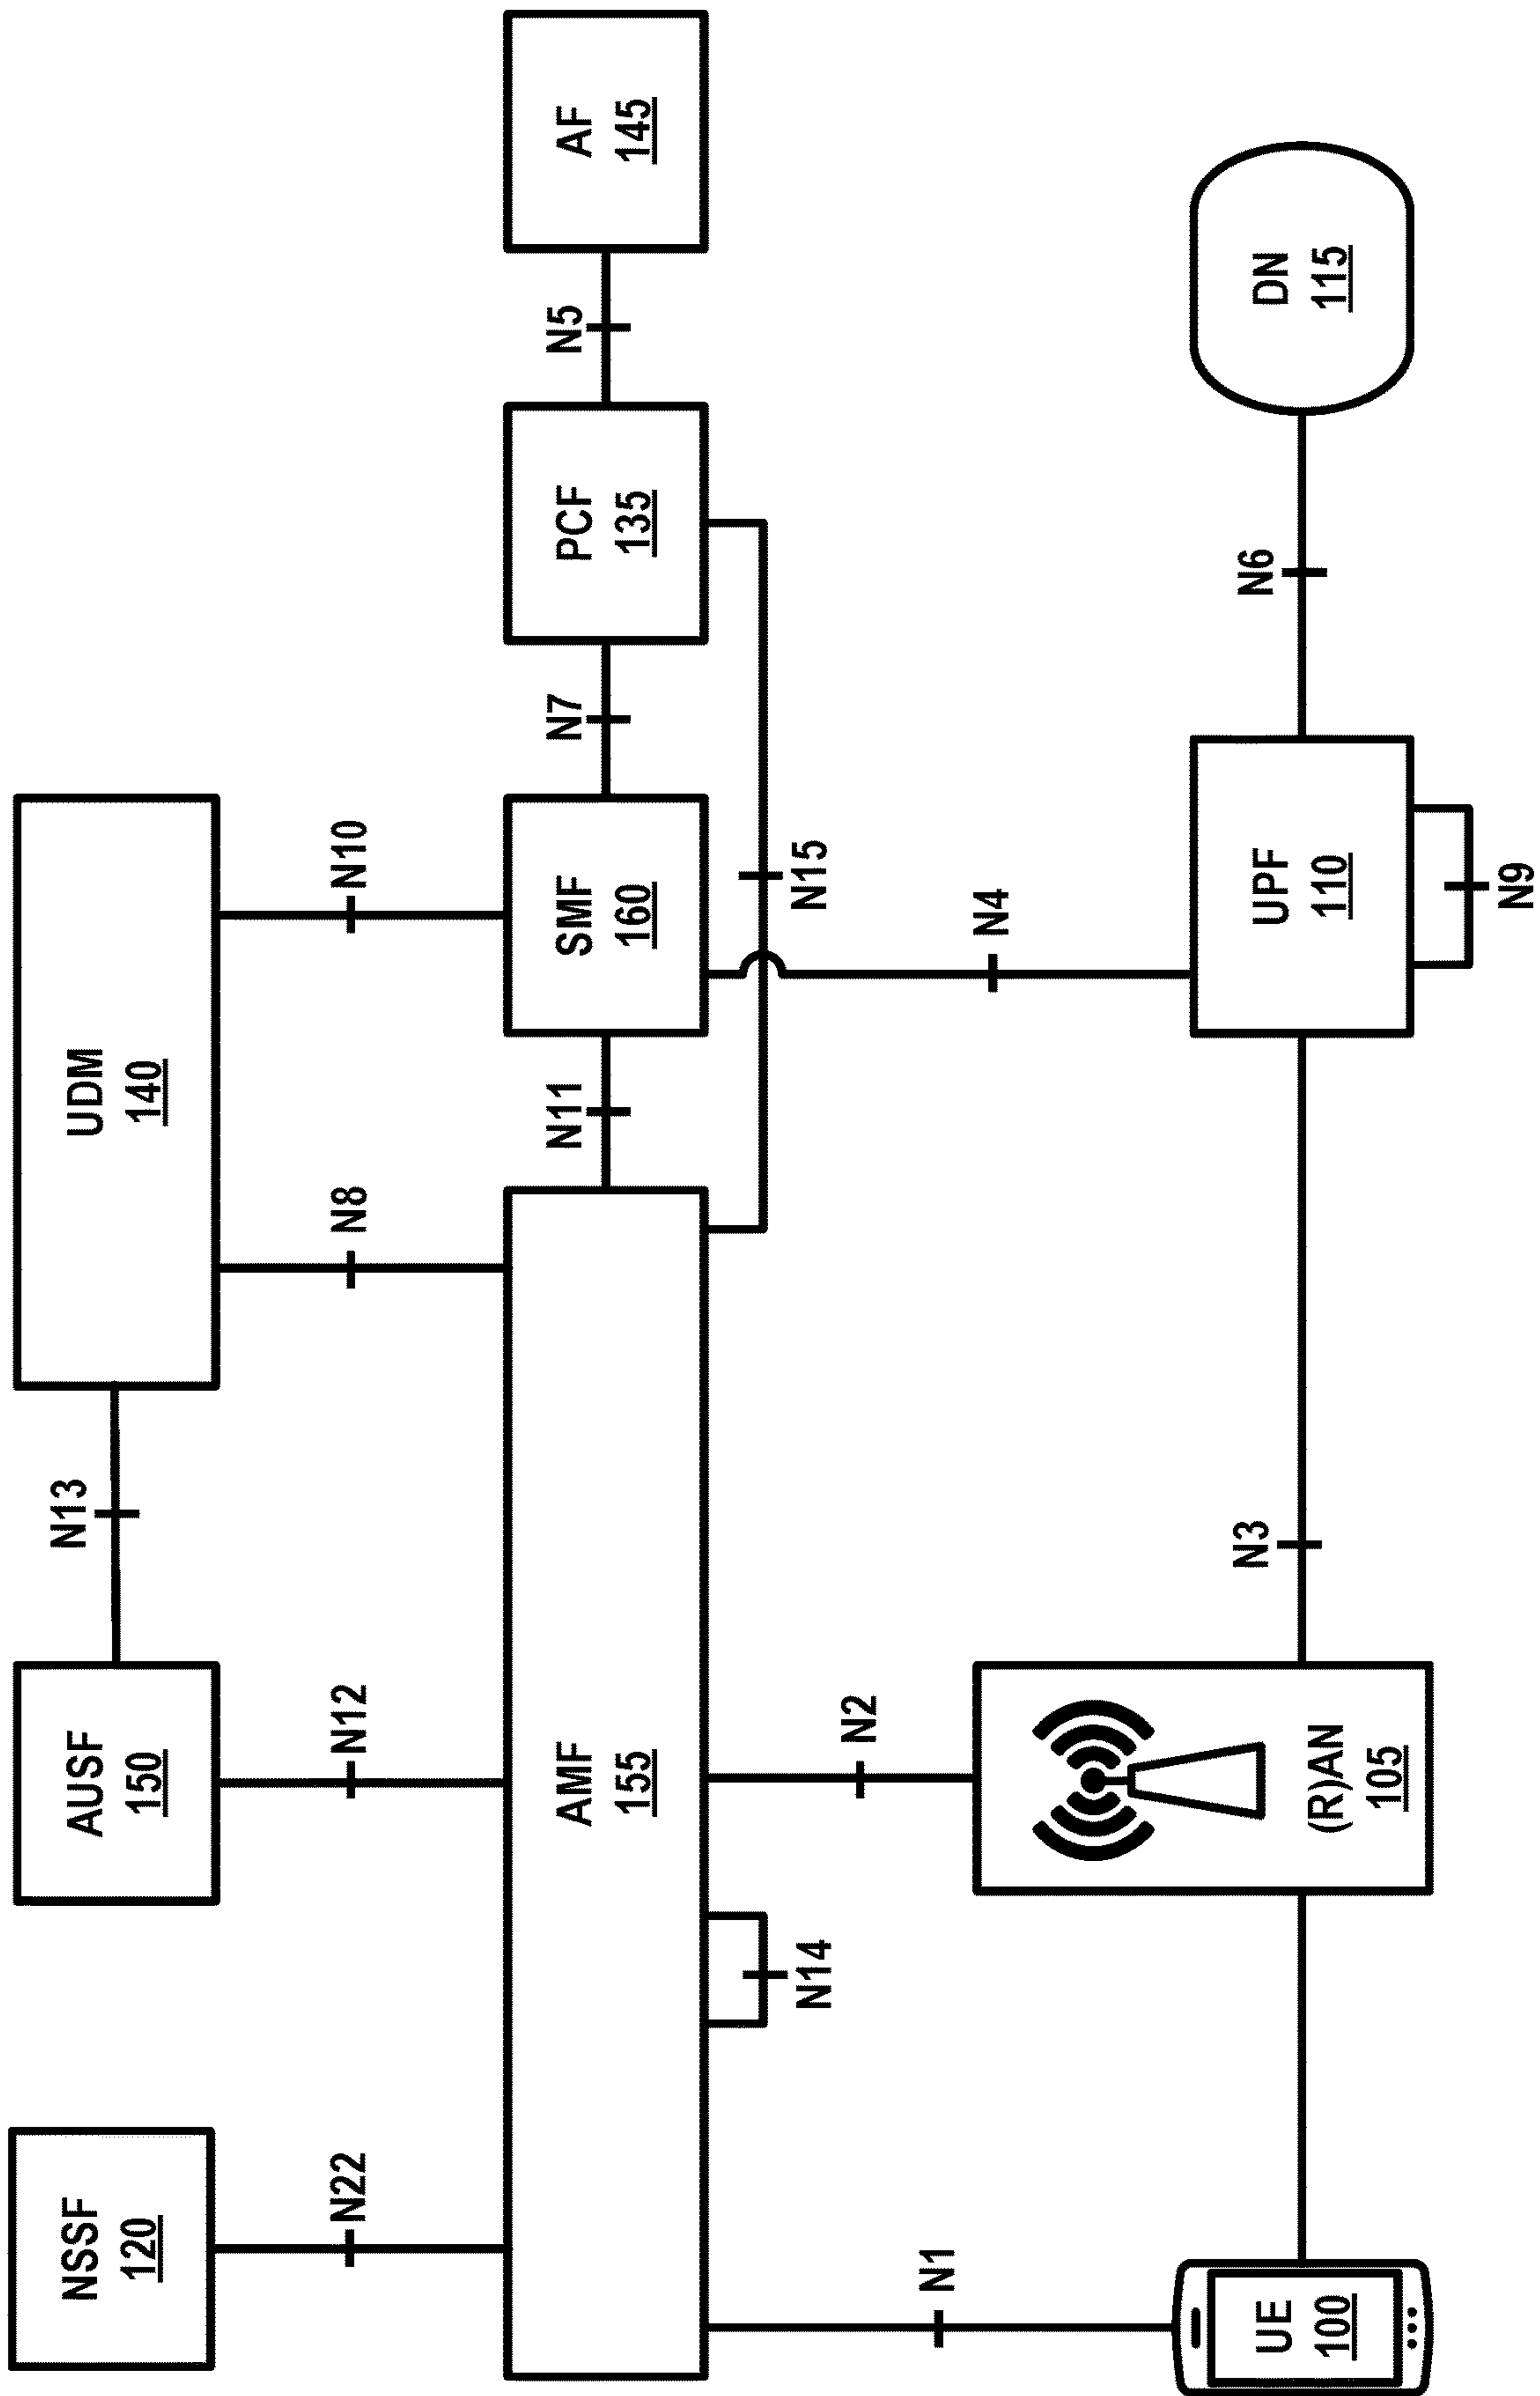 NSSF
120
AUSF
150
N13
UDM
140
N22
N12
N8
N10
AMF
155
N11
SMF
160
N7
PCF
135
N5
AF
145
N14
N15
N1
N2
N4
UE
100
(R)AN
105
N3
UPF
110
N6
DN
115
N9